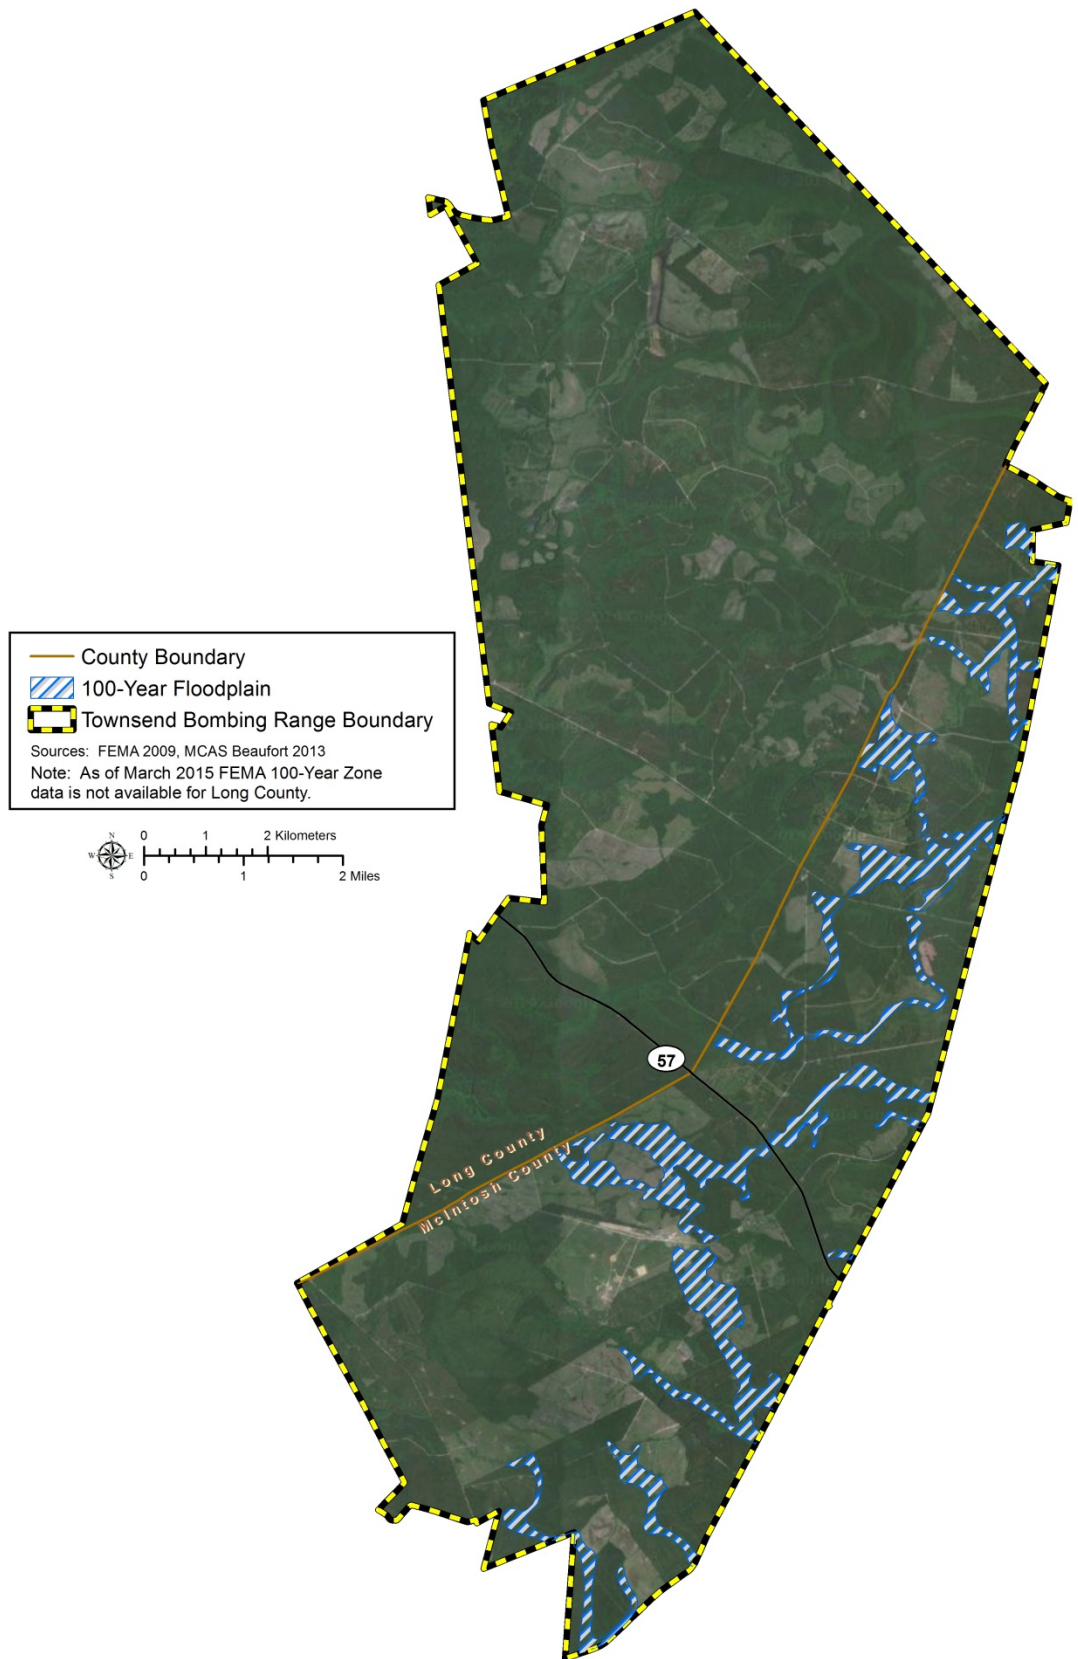 County Boundary
100-Year Floodplain
Townsend Bombing Range Boundary
Sources: FEMA 2009, MCAS Beaufort 2013
Note: As of March 2015 FEMA 100-Year Zone
data is not available for Long County.
N
W E
S
0 1 2 Kilometers
0 1 2 Miles
57
Long County
McIntosh County